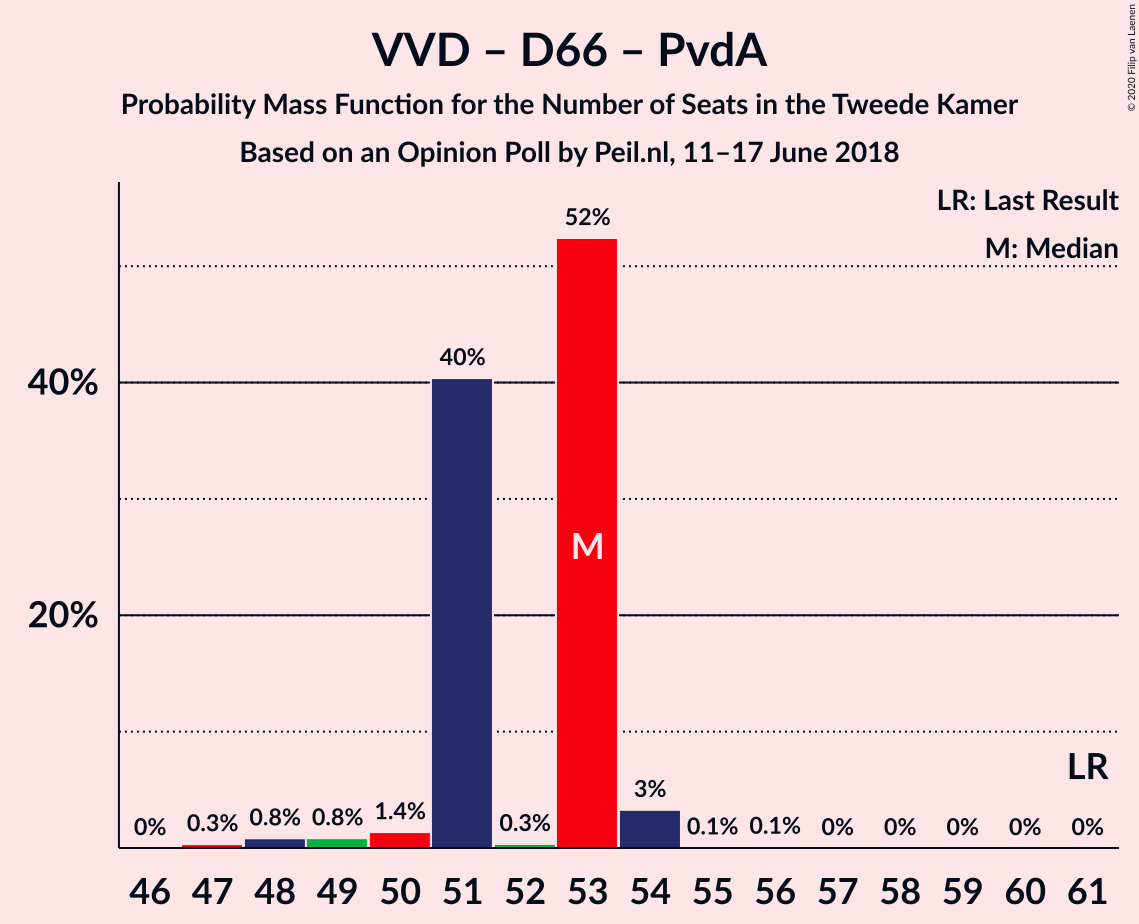 VVD – D66 – PvdA
Probability Mass Function for the Number of Seats in the Tweede Kamer
Based on an Opinion Poll by Peil.nl, 11–17 June 2018
© 2020 Filip van Laenen
LR: Last Result
M: Median
52%
40%
40%
M
20%
LR
0% 0.3% 0.8% 0.8% 1.4% 0.3% 3% 0.1% 0.1% 0% 0% 0% 0% 0%
46 47 48 49 50 51 52 53 54 55 56 57 58 59 60 61